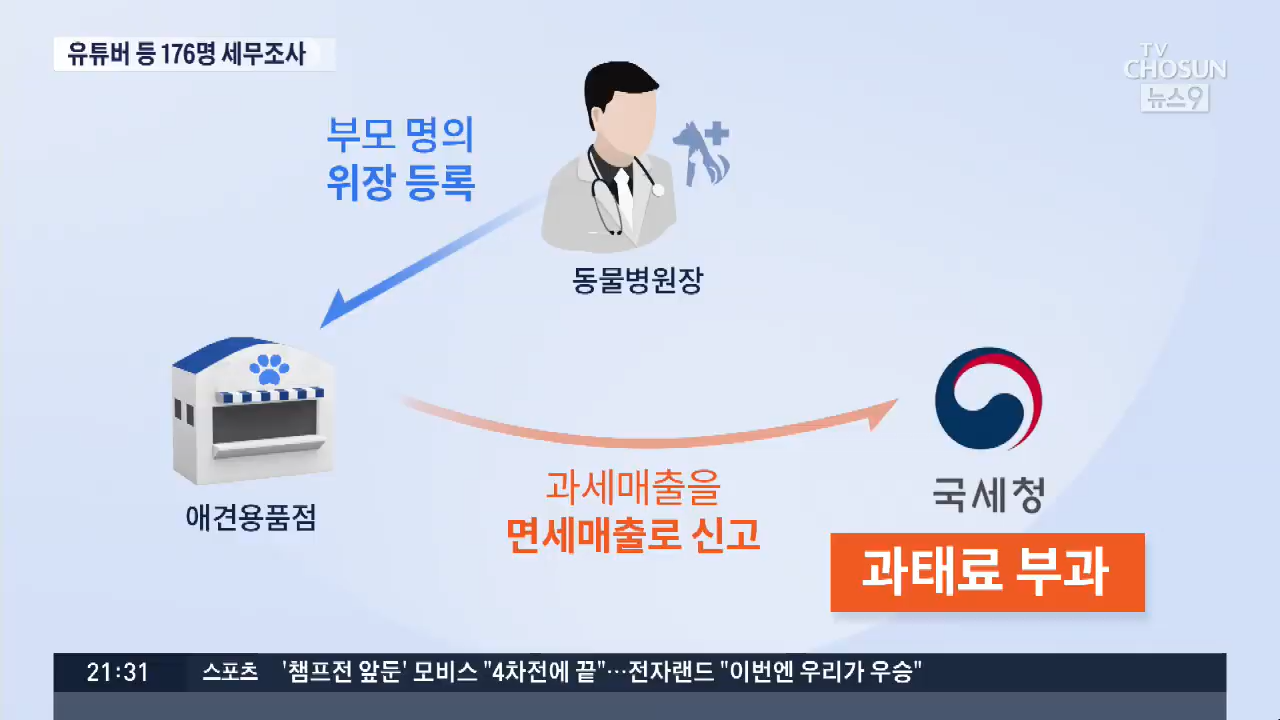 유튜버 등 176명 세무조사
TV
CHOSUN
뉴스9
부모 명의
위장 등록
동물병원장
애견용품점
과세매출을
면세매출로 신고
국세청
과태료 부과
21:31 스포츠 '챔프전 앞둔' 모비스 "4차전에 끝"…전자랜드 "이번엔 우리가 우승"